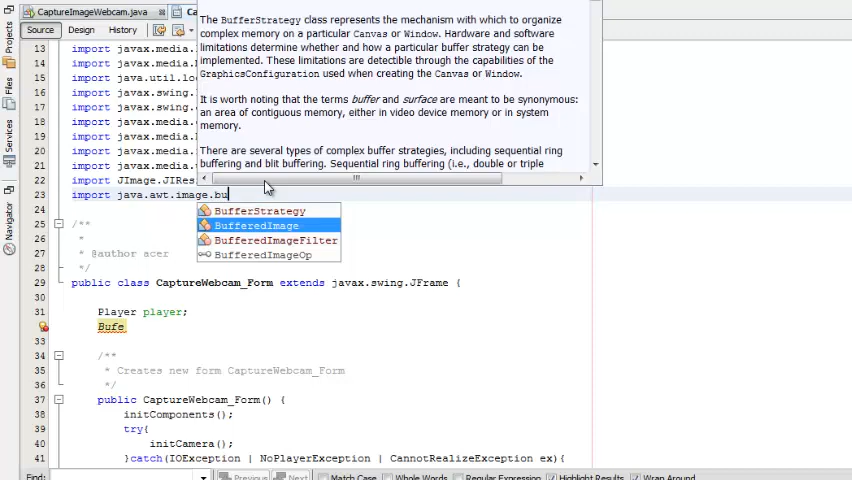 CaptureImageWebcam.java
Ca
Source
Design
History
Projects
Files
Services
Navigator
The BufferStrategy class represents the mechanism with which to organize
complex memory on a particular Canvas or Window. Hardware and software
limitations determine whether and how a particular buffer strategy can be
implemented. These limitations are detectible through the capabilities of the
GraphicsConfiguration used when creating the Canvas or Window.
It is worth noting that the terms buffer and surface are meant to be synonymous:
an area of contiguous memory, either in video device memory or in system
memory.
There are several types of complex buffer strategies, including sequential ring
buffering and blit buffering. Sequential ring buffering (i.e., double or triple
13 import javax.media.
14 import javax.media.
15 import java.util.lo
16 import javax.swing.
17 import javax.swing.
18 import javax.media.
19 import javax.media.
20 import javax.media.
21 import javax.media.
22 import JImage.JIRes
23 import java.awt.image.bu
BufferStrategy
BufferedImage
BufferedImageFilter
BufferedImageOp
24
25 /**
26 *
27 * @author acer
28 */
29 public class CaptureWebcam_Form extends javax.swing.JFrame {
30
31 Player player;
Bufe
33
34 /**
35 * Creates new form CaptureWebcam_Form
36 */
37 public CaptureWebcam_Form() {
38 initComponents();
39 try{
40 initCamera();
41 }catch(IOException | NoPlayerException | CannotRealizeException ex){
Find:
Previous
Next
Match Case
Whole Words
Regular Expression
Highlight Results
Wrap Around